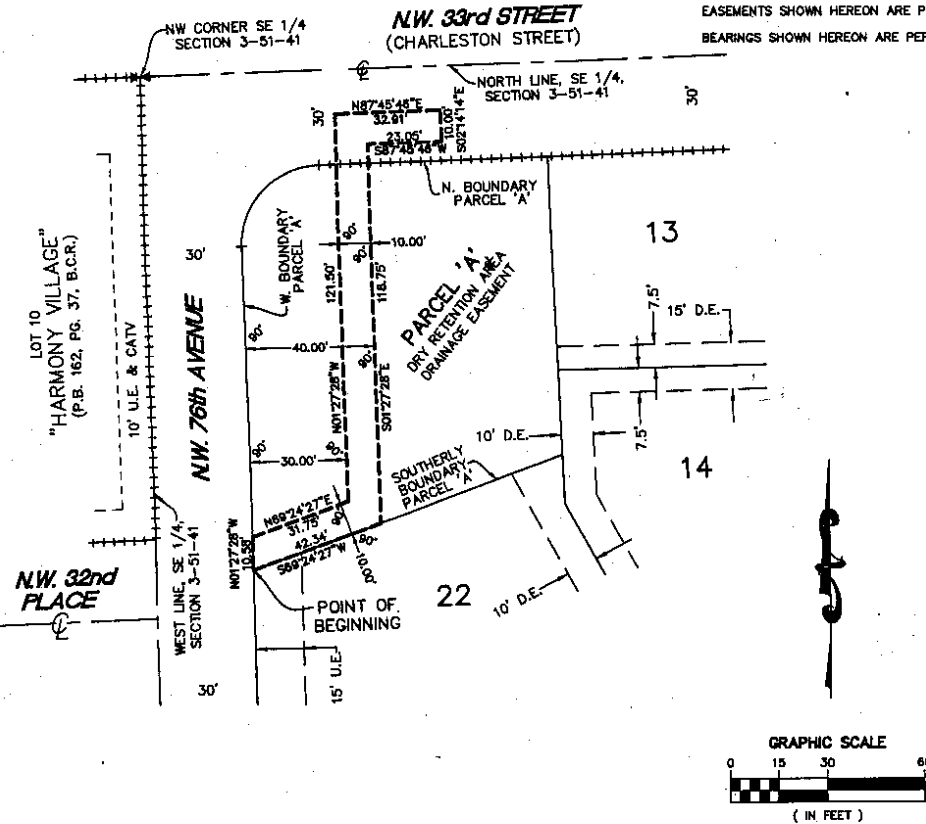 NW CORNER SE 1/4
SECTION 3-51-41
N.W. 33rd STREET
(CHARLESTON STREET)
EASEMENTS SHOWN HEREON ARE P
BEARINGS SHOWN HEREON ARE PER
NORTH LINE, SE 1/4,
SECTION 3-51-41
30'
30'
N87°45'46"E
32.91'
10.00'
S02°14'14"E
23.05'
S87°45'46"W
N. BOUNDARY
PARCEL 'A'
13
LOT 10
"HARMONY VILLAGE"
(P.B. 162, PG. 37, B.C.R.)
10' U.E. & CATV
30'
N.W. 76th AVENUE
W. BOUNDARY
PARCEL 'A'
90°
90°
10.00'
121.50'
118.75'
PARCEL 'A'
DRY RETENTION AREA
DRAINAGE EASEMENT
7.5'
15' D.E.
90°
40.00'
90°
N01°27'28"W
S01°27'28"E
90°
30.00'
90°
10' D.E.
7.5'
14
SOUTHERLY
BOUNDARY
PARCEL 'A'
N69°24'27"E
31.75'
90°
42.34'
S69°24'27"W
90°
10.00'
N01°27'28"W
10.58'
N.W. 32nd
PLACE
WEST LINE, SE 1/4,
SECTION 3-51-41
POINT OF
BEGINNING
22
10' D.E.
30'
15' U.E.
GRAPHIC SCALE
0 15 30 60
( IN FEET )